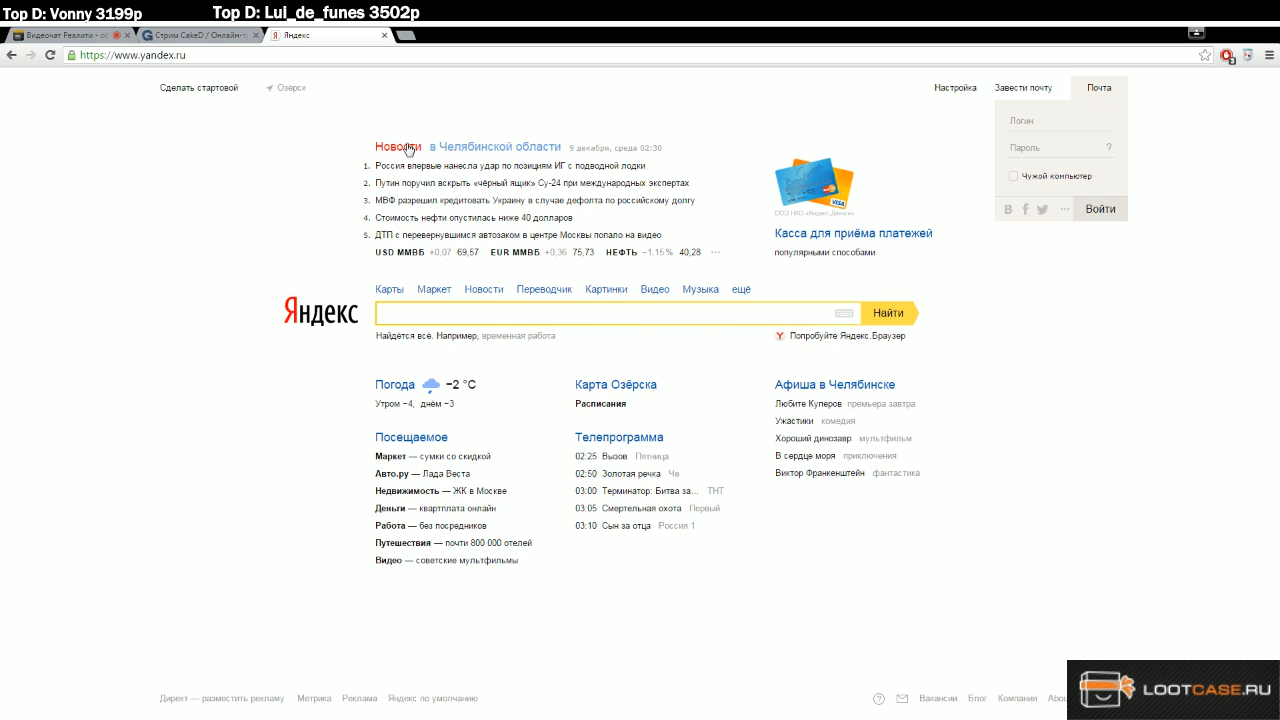 Top D: Vonny 3199p Top D: Lui_de_funes 3502p
Видеочат Реалити - об Стрим CakeD / Онлайн-т Яндекс
https://www.yandex.ru
Сделать стартовой Озёрск Настройка Завести почту Почта
Логин
Новости в Челябинской области 9 декабря, среда 02:30
Пароль ?
1. Россия впервые нанесла удар по позициям ИГ с подводной лодки
Чужой компьютер
2. Путин поручил вскрыть «чёрный ящик» Су-24 при международных экспертах
3. МВФ разрешил кредитовать Украину в случае дефолта по российскому долгу
Войти
4. Стоимость нефти опустилась ниже 40 долларов
ООО НКО «Яндекс.Деньги»
5. ДТП с перевернувшимся автозаком в центре Москвы попало на видео
Касса для приёма платежей
USD ММВБ +0,07 69,57 EUR ММВБ +0,36 75,73 НЕФТЬ −1,15% 40,28 ···
популярными способами
Карты Маркет Новости Переводчик Картинки Видео Музыка ещё
Яндекс Найти
Найдётся всё. Например, временная работа Попробуйте Яндекс.Браузер
Погода −2 °C Карта Озёрска Афиша в Челябинске
Утром −4, днём −3 Расписания Любите Куперов премьера завтра
Ужастики комедия
Посещаемое Телепрограмма Хороший динозавр мультфильм
Маркет — сумки со скидкой 02:25 Вызов Пятница В сердце моря приключения
Авто.ру — Лада Веста 02:50 Золотая речка Че Виктор Франкенштейн фантастика
Недвижимость — ЖК в Москве 03:00 Терминатор: Битва за... ТНТ
Деньги — квартплата онлайн 03:05 Смертельная охота Первый
Работа — без посредников 03:10 Сын за отца Россия 1
Путешествия — почти 800 000 отелей
Видео — советские мультфильмы
Директ — разместить рекламу Метрика Реклама Яндекс по умолчанию ? Вакансии Блог Компания Abou
LOOTCASE.RU